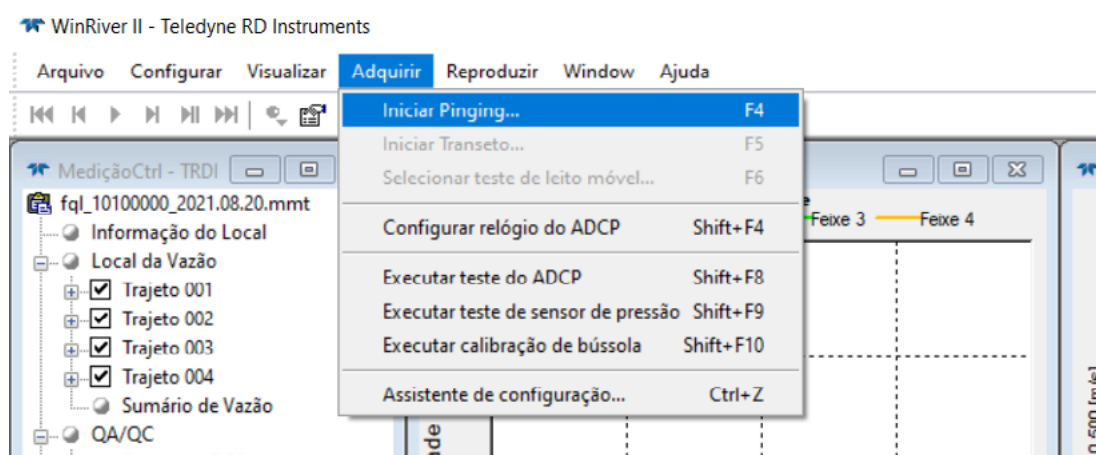 WinRiver II - Teledyne RD Instruments
Arquivo Configurar Visualizar Adquirir Reproduzir Window Ajuda
Iniciar Pinging... F4
Iniciar Transeto... F5
Selecionar teste de leito móvel... F6
Configurar relógio do ADCP Shift+F4
Executar teste do ADCP Shift+F8
Executar teste de sensor de pressão Shift+F9
Executar calibração de bússola Shift+F10
Assistente de configuração... Ctrl+Z
MediçãoCtrl - TRDI
fql_10100000_2021.08.20.mmt
Informação do Local
Local da Vazão
Trajeto 001
Trajeto 002
Trajeto 003
Trajeto 004
Sumário de Vazão
QA/QC
Feixe 3 Feixe 4